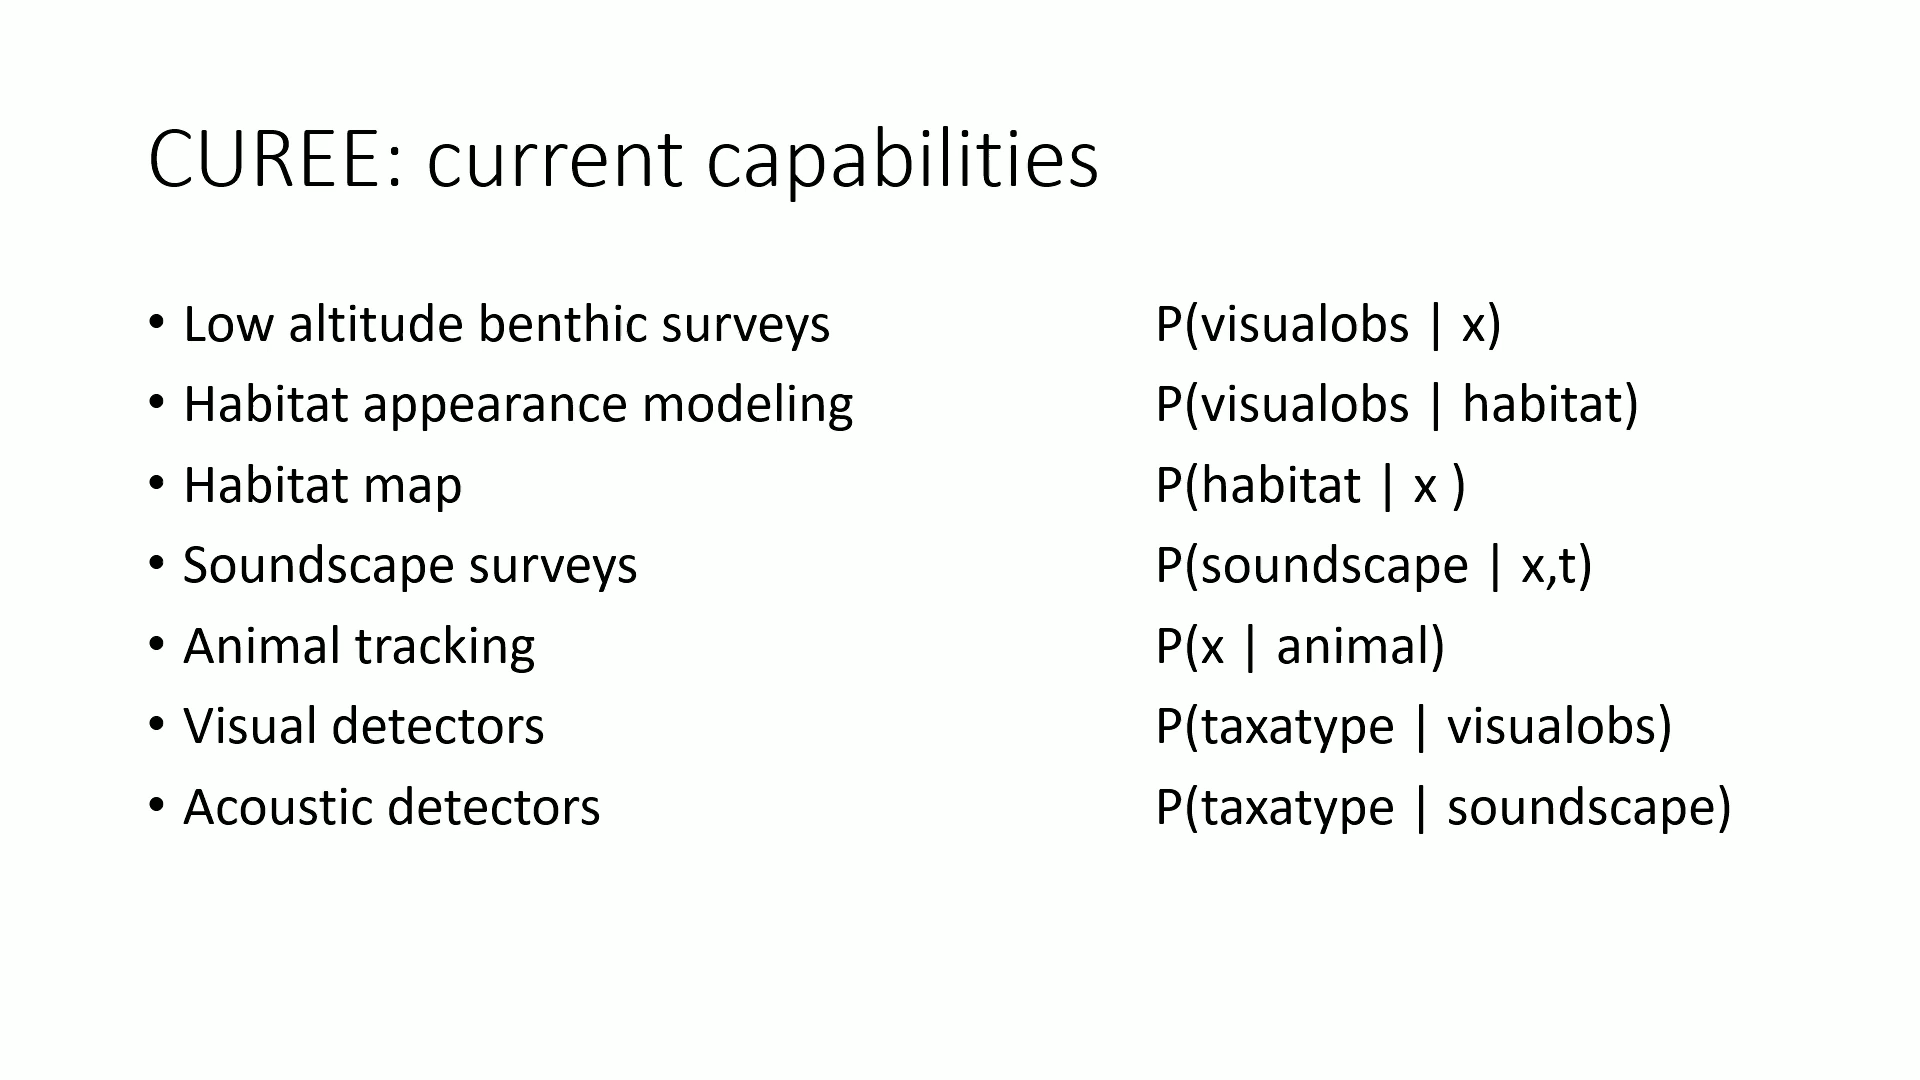 CUREE: current capabilities
• Low altitude benthic surveys P(visualobs | x)
• Habitat appearance modeling P(visualobs | habitat)
• Habitat map P(habitat | x )
• Soundscape surveys P(soundscape | x,t)
• Animal tracking P(x | animal)
• Visual detectors P(taxatype | visualobs)
• Acoustic detectors P(taxatype | soundscape)